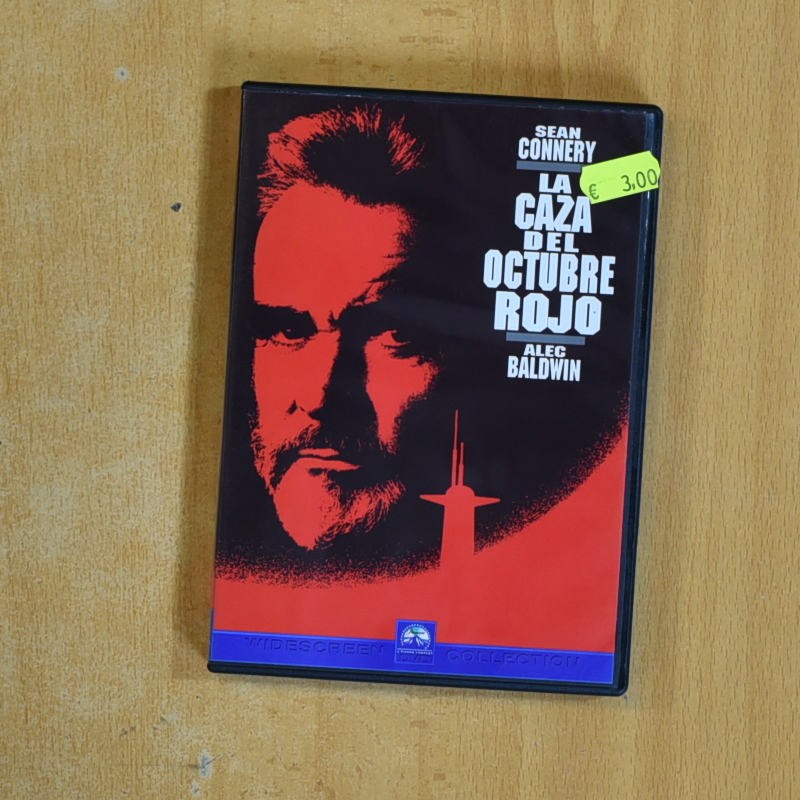 SEAN
CONNERY
€ 3,00
LA
CAZA
DEL
OCTUBRE
ROJO
ALEC
BALDWIN
WIDESCREEN COLLECTION